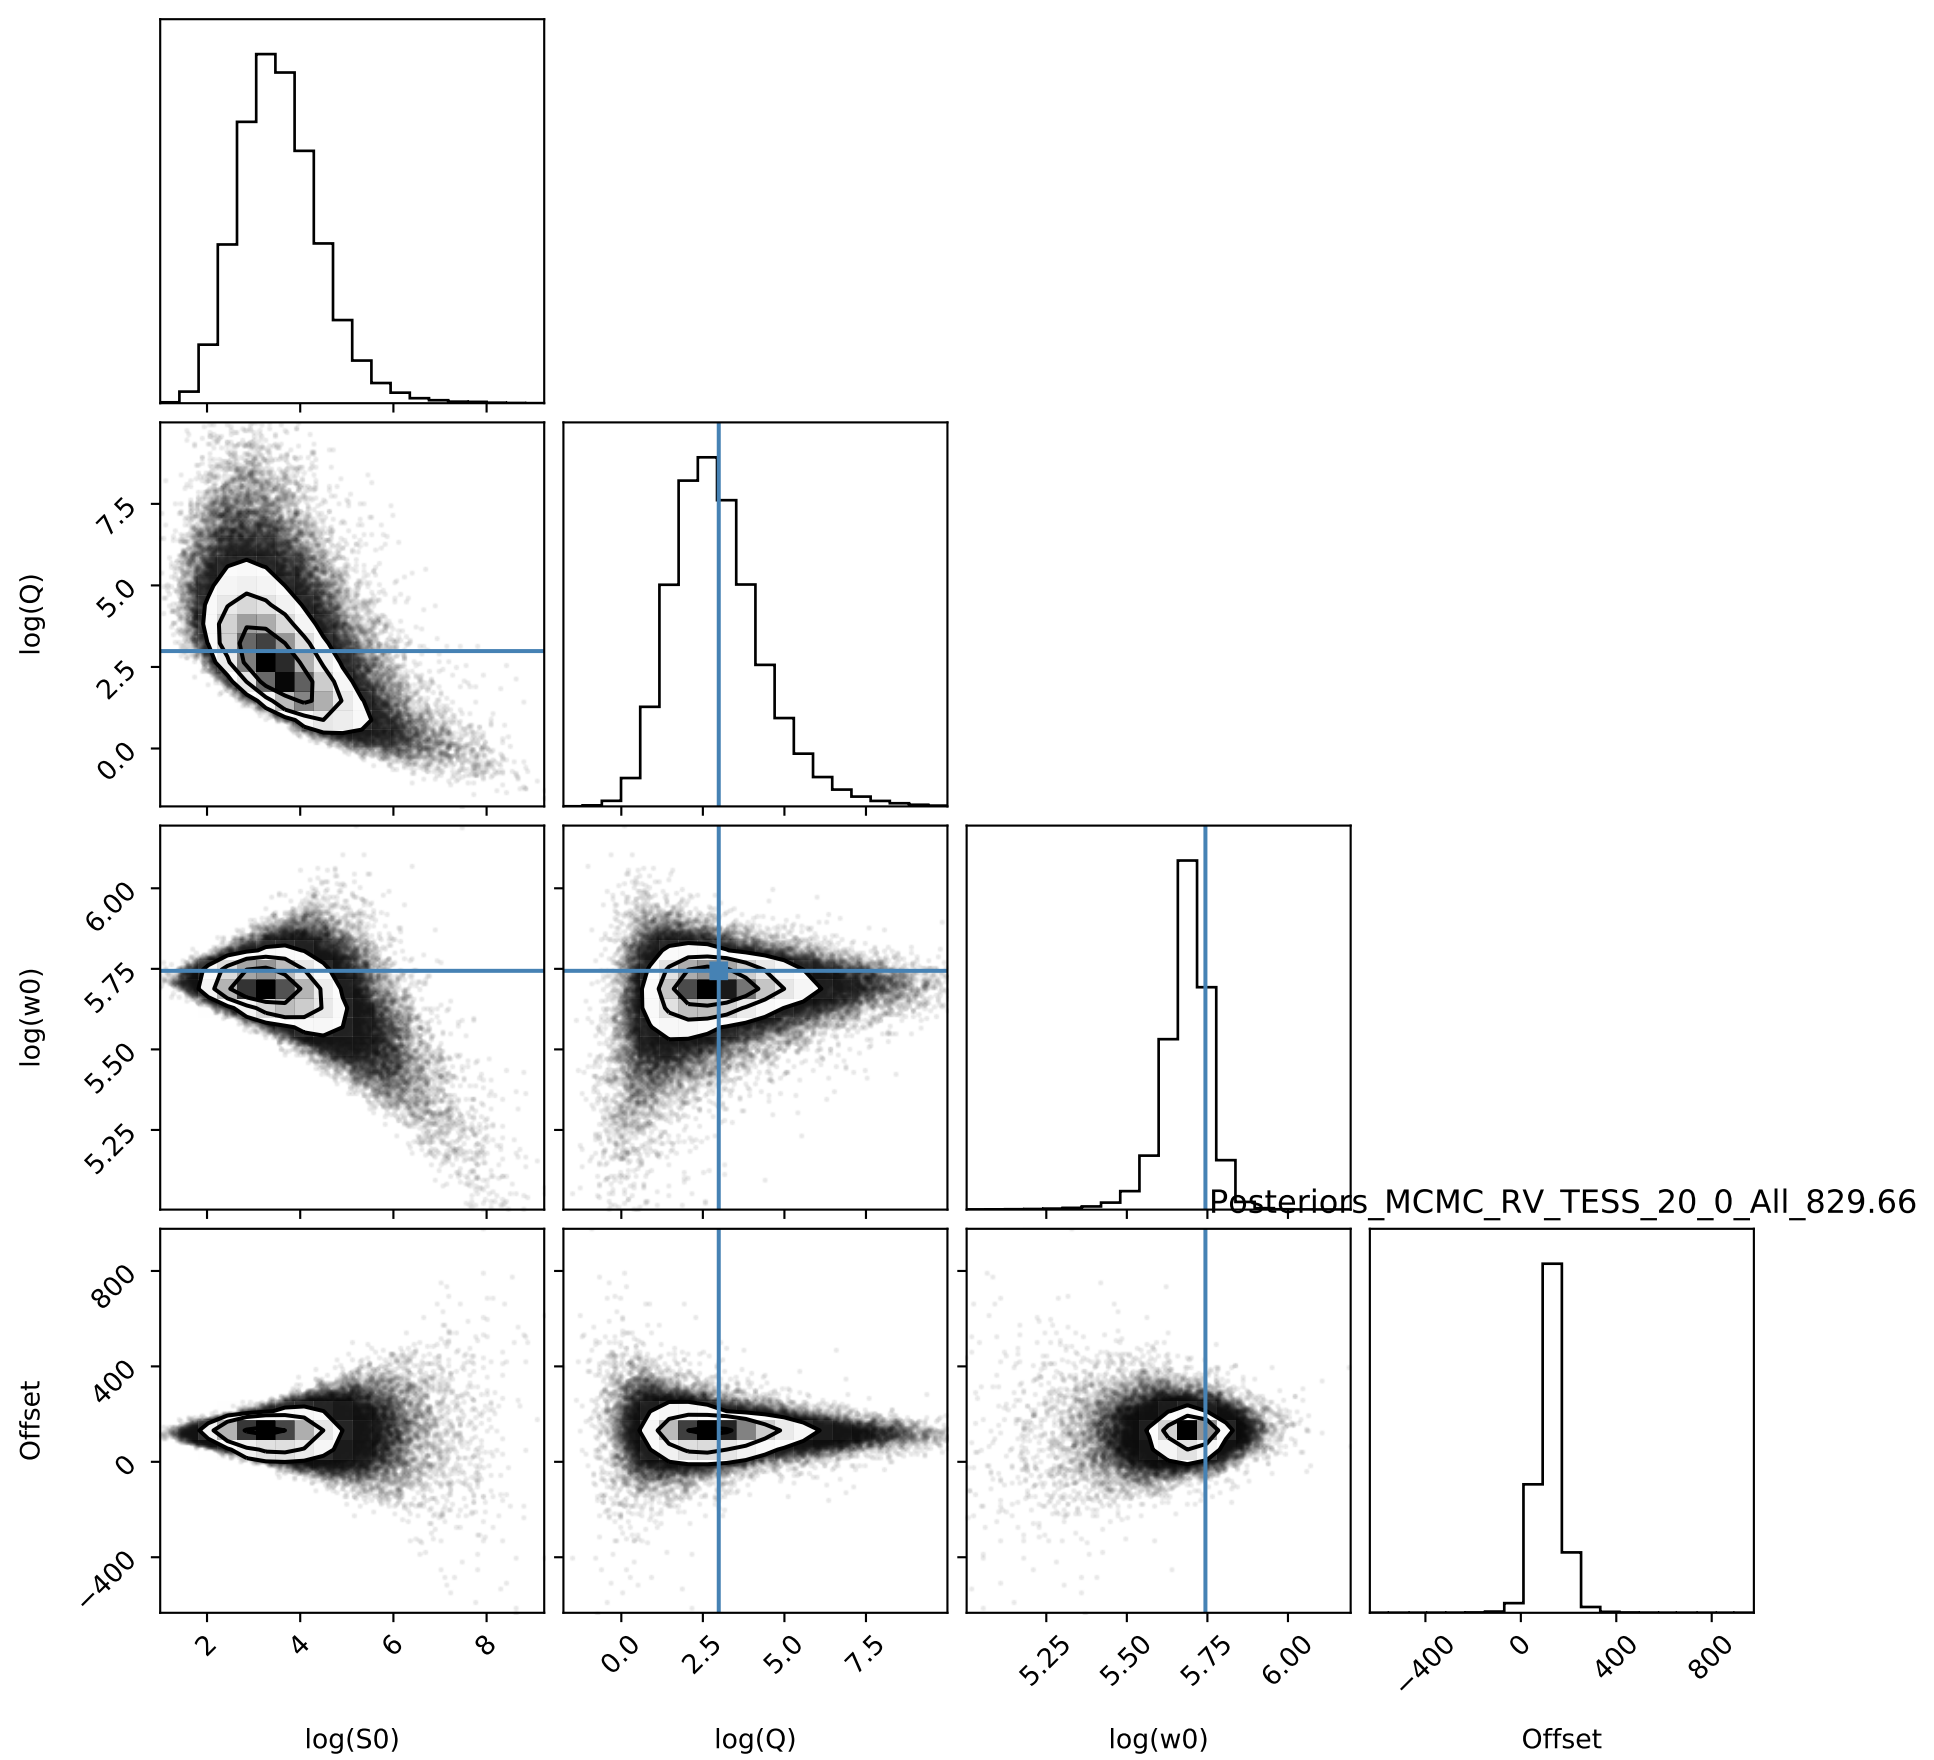 log(Q)
7.5
5.0
2.5
0.0
log(w0)
6.00
5.75
5.50
5.25
Posteriors_MCMC_RV_TESS_20_0_All_829.66
Offset
800
400
0
−400
2 4 6 8
0.0 2.5 5.0 7.5
5.25 5.50 5.75 6.00
−400 0 400 800
log(S0) log(Q) log(w0) Offset